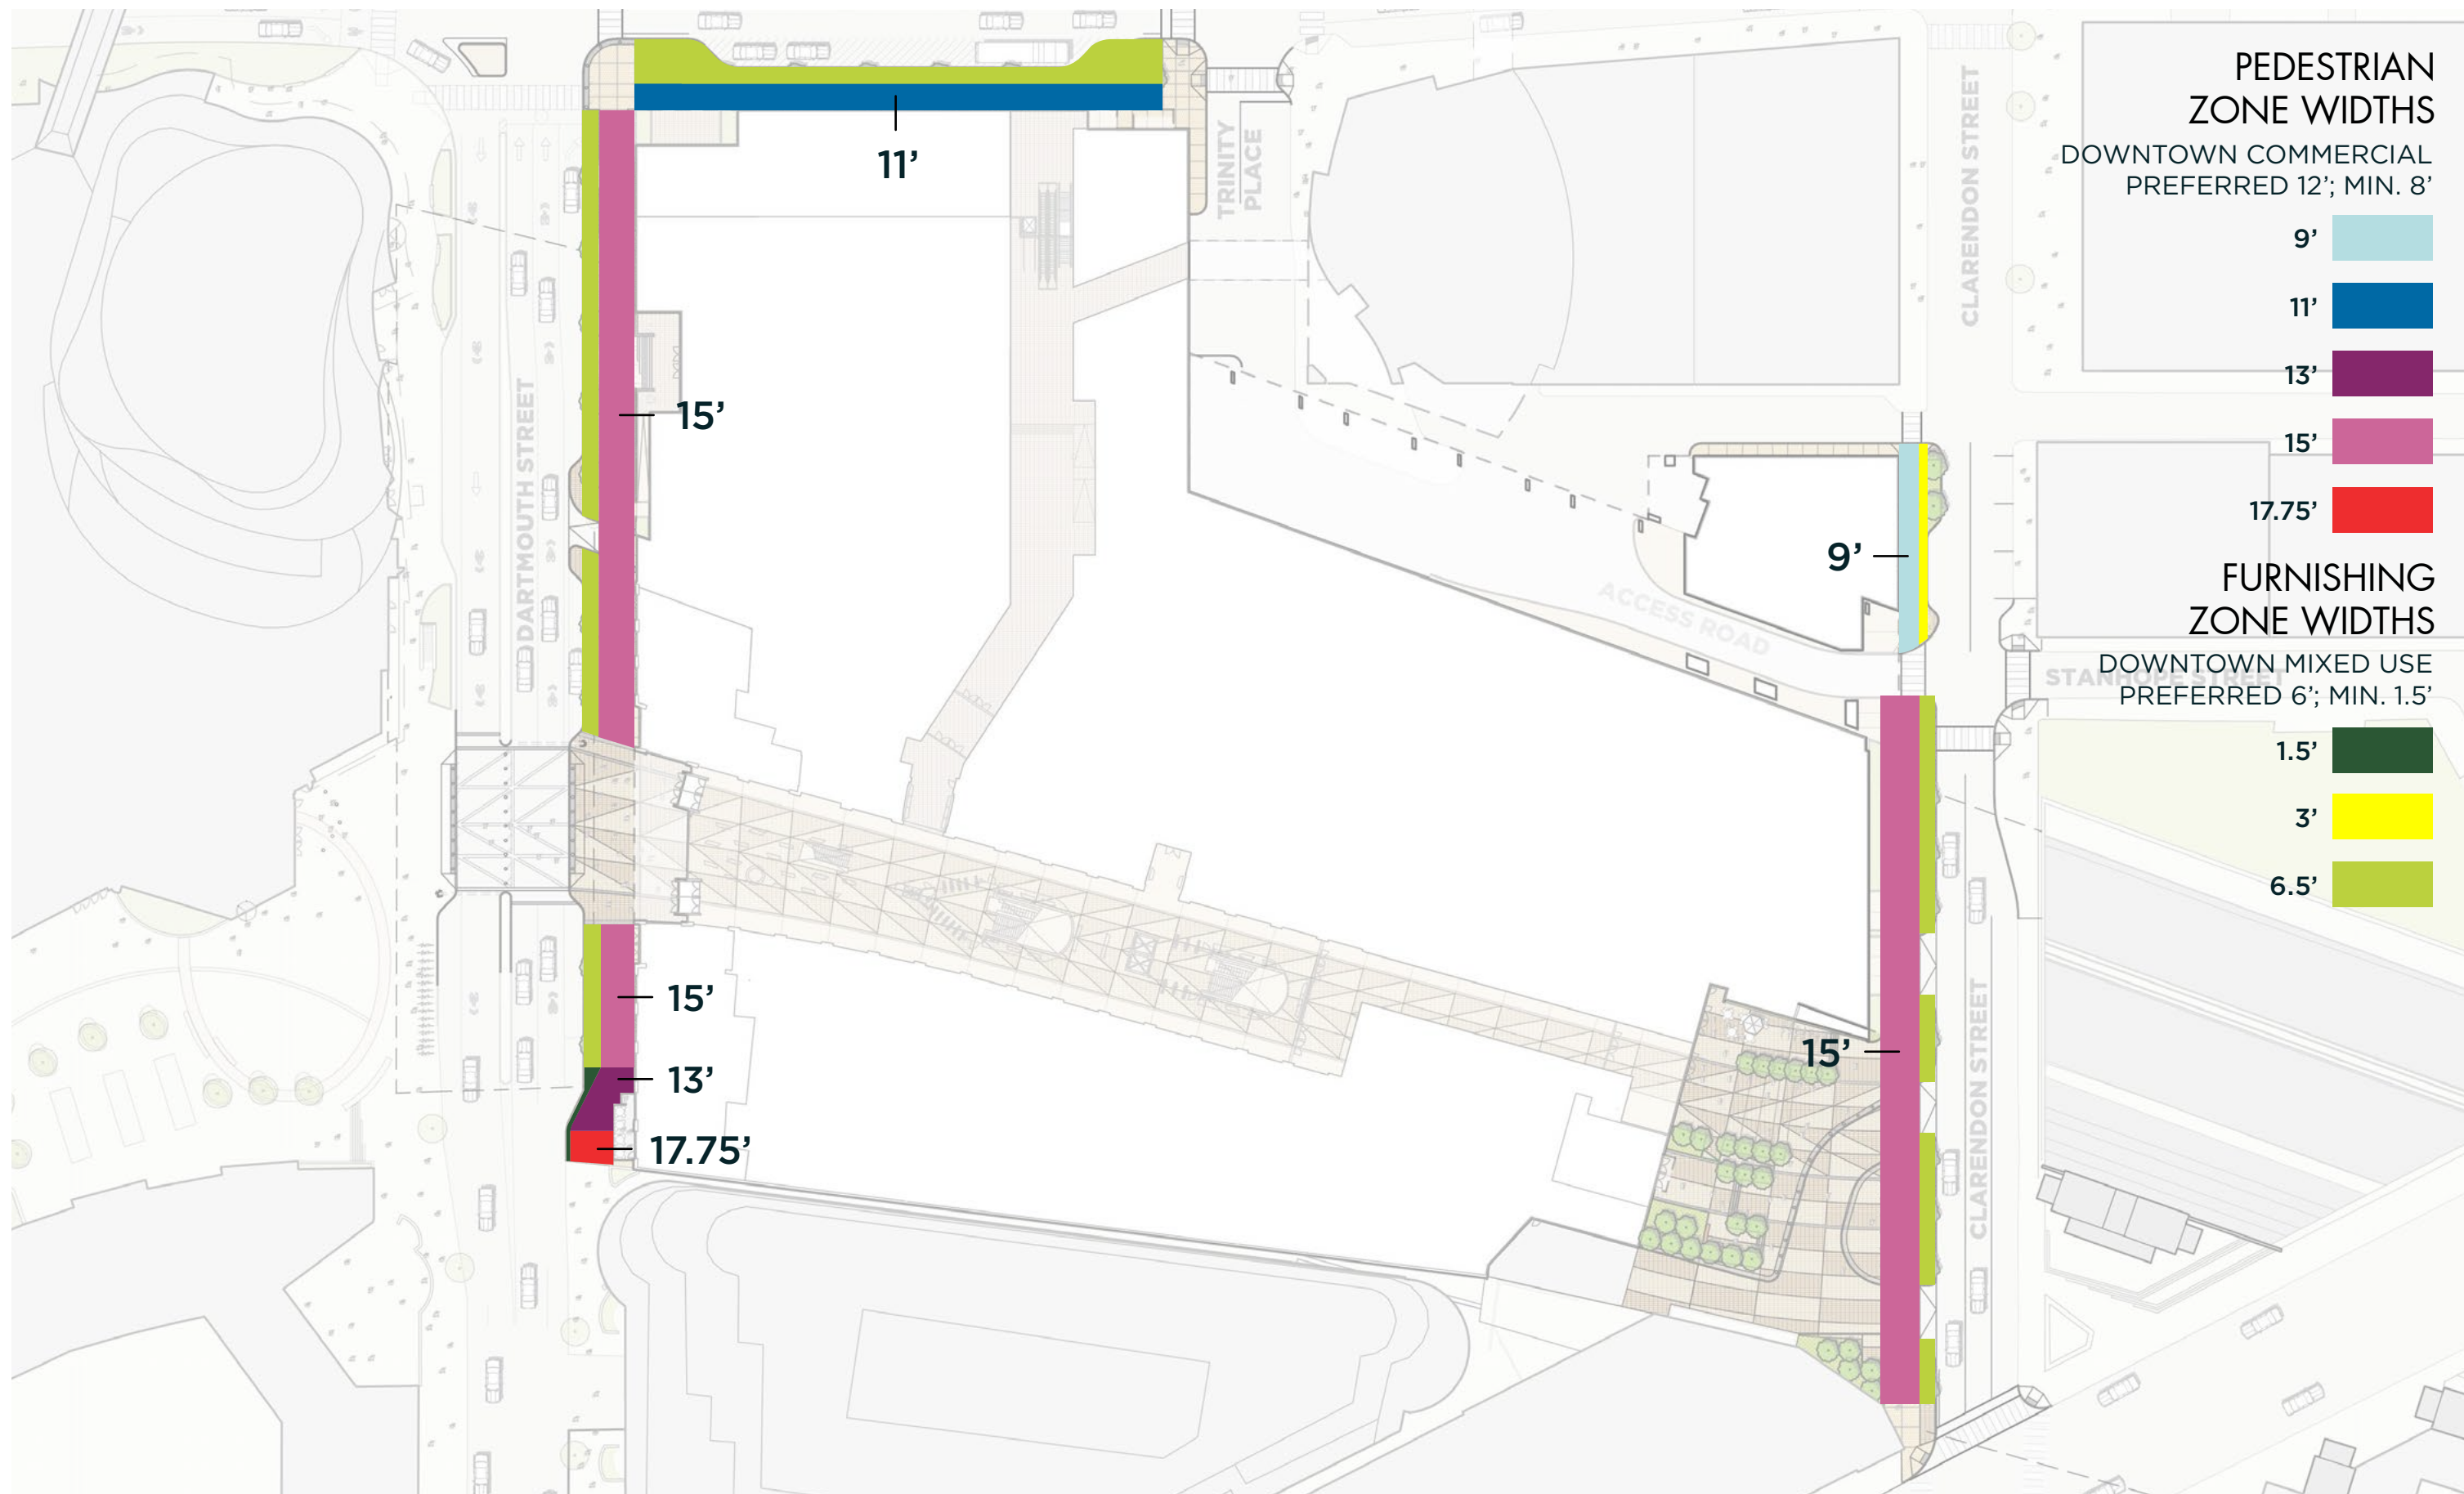 PEDESTRIAN
ZONE WIDTHS
DOWNTOWN COMMERCIAL
PREFERRED 12’; MIN. 8’
9’
11’
13’
15’
17.75’
FURNISHING
ZONE WIDTHS
DOWNTOWN MIXED USE
PREFERRED 6’; MIN. 1.5’
1.5’
3’
6.5’
11’
15’
15’
13’
17.75’
9’
15’
DARTMOUTH STREET
TRINITY
PLACE
CLARENDON STREET
ACCESS ROAD
STANHOPE STREET
CLARENDON STREET